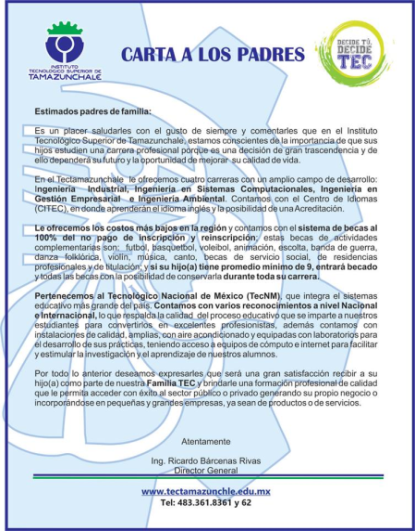 INSTITUTO
TECNOLÓGICO SUPERIOR DE
TAMAZUNCHALE
CARTA A LOS PADRES
DECIDE TÚ,
DECIDE
TEC
Estimados padres de familia:
Es un placer saludarles con el gusto de siempre y comentarles que en el Instituto
Tecnológico Superior de Tamazunchale, estamos conscientes de la importancia de que sus
hijos estudien una carrera profesional porque es una decisión de gran trascendencia y de
ello dependerá su futuro y la oportunidad de mejorar su calidad de vida.
En el Tectamazunchale le ofrecemos cuatro carreras con un amplio campo de desarrollo:
Ingeniería Industrial, Ingeniería en Sistemas Computacionales, Ingeniería en
Gestión Empresarial e Ingeniería Ambiental. Contamos con el Centro de Idiomas
(CITEC), en donde aprenderán el idioma inglés y la posibilidad de una Acreditación.
Le ofrecemos los costos más bajos en la región y contamos con el sistema de becas al
100% del no pago de inscripción y reinscripción; estas becas de actividades
complementarias son: futbol, basquetbol, voleibol, animación, escolta, banda de guerra,
danza folklórica, violín, música, canto, becas de servicio social, de residencias
profesionales y de titulación, y si su hijo(a) tiene promedio mínimo de 9, entrará becado
y todas las becas con la posibilidad de conservarla durante toda su carrera.
Pertenecemos al Tecnológico Nacional de México (TecNM), que integra el sistemas
educativo más grande del país. Contamos con varios reconocimientos a nivel Nacional
e Internacional, lo que respalda la calidad del proceso educativo que se imparte a nuestros
estudiantes para convertirlos en excelentes profesionistas, además contamos con
instalaciones de calidad, amplias, con aire acondicionado y equipadas con laboratorios para
el desarrollo de sus prácticas, teniendo acceso a equipos de cómputo e internet para facilitar
y estimular la investigación y el aprendizaje de nuestros alumnos.
Por todo lo anterior deseamos expresarles que será una gran satisfacción recibir a su
hijo(a) como parte de nuestra Familia TEC y brindarle una formación profesional de calidad
que le permita acceder con éxito al sector público o privado generando su propio negocio o
incorporándose en pequeñas y grandes empresas, ya sean de productos o de servicios.
Atentamente
Ing. Ricardo Bárcenas Rivas
Director General
www.tectamazunchle.edu.mx
Tel: 483.361.8361 y 62